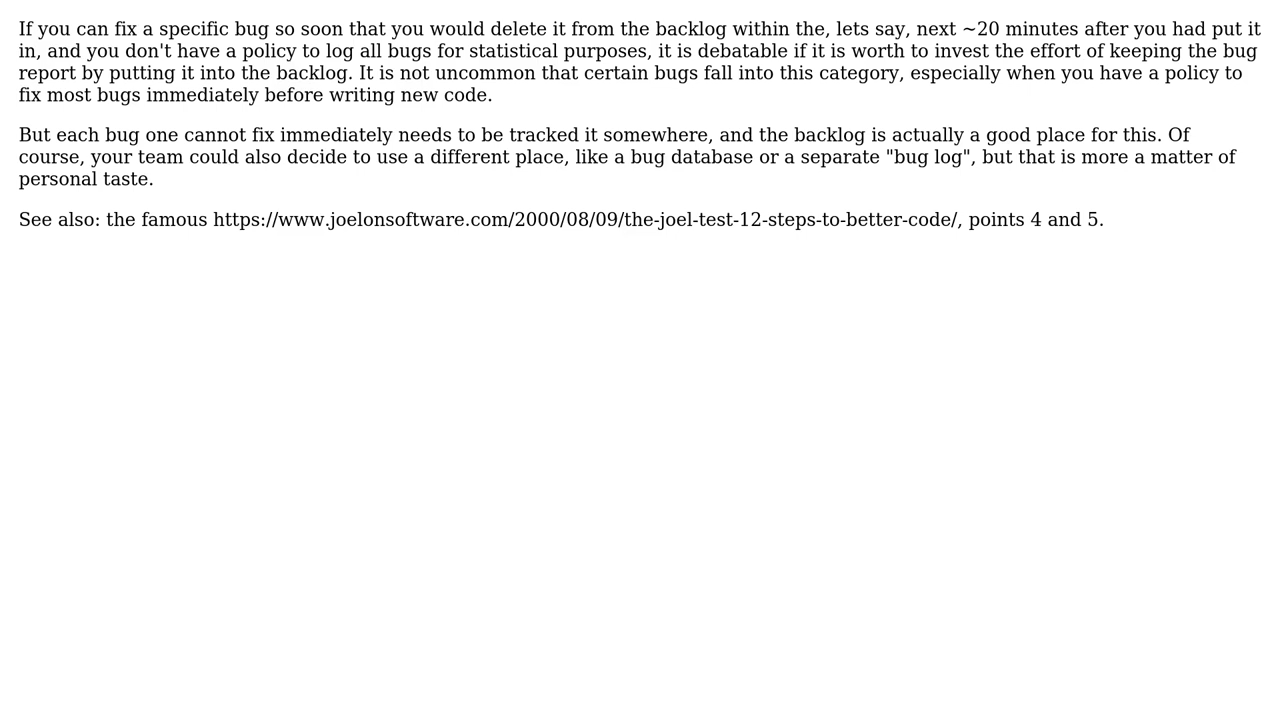 If you can fix a specific bug so soon that you would delete it from the backlog within the, lets say, next ~20 minutes after you had put it
in, and you don't have a policy to log all bugs for statistical purposes, it is debatable if it is worth to invest the effort of keeping the bug
report by putting it into the backlog. It is not uncommon that certain bugs fall into this category, especially when you have a policy to
fix most bugs immediately before writing new code.
But each bug one cannot fix immediately needs to be tracked it somewhere, and the backlog is actually a good place for this. Of
course, your team could also decide to use a different place, like a bug database or a separate "bug log", but that is more a matter of
personal taste.
See also: the famous https://www.joelonsoftware.com/2000/08/09/the-joel-test-12-steps-to-better-code/, points 4 and 5.